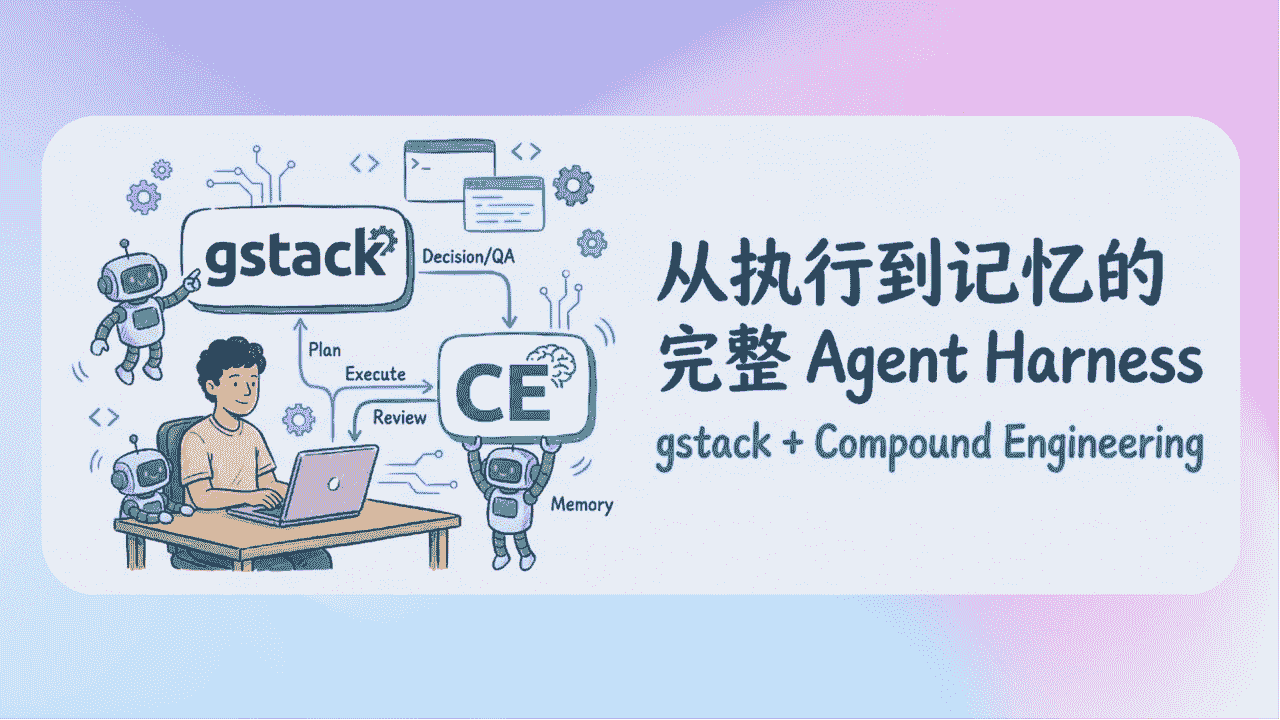 gstack
Decision/QA
Plan
Execute
Review
CE
Memory
>_
<>
<>
<>
从执行到记忆的
完整 Agent Harness
gstack + Compound Engineering